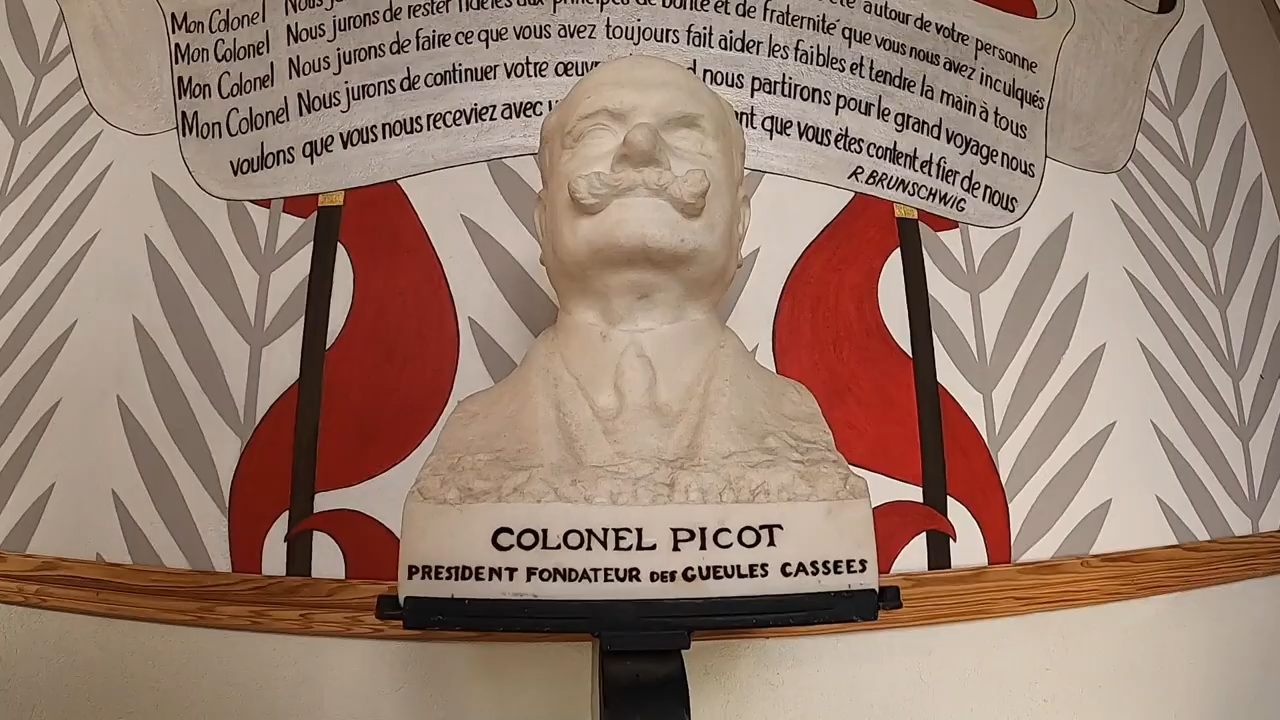 été autour de votre personne
Mon Colonel Nous jurons de rester fidèles aux principes de bonté et de fraternité que vous nous avez inculqués
Mon Colonel Nous jurons de faire ce que vous avez toujours fait aider les faibles et tendre la main à tous
Mon Colonel Nous jurons de continuer votre nous partirons pour le grand voyage nous
voulons que vous nous receviez avec que vous êtes content et fier de nous
R. BRUNSCHWIG
COLONEL PICOT
PRESIDENT FONDATEUR DES GUEULES CASSEES